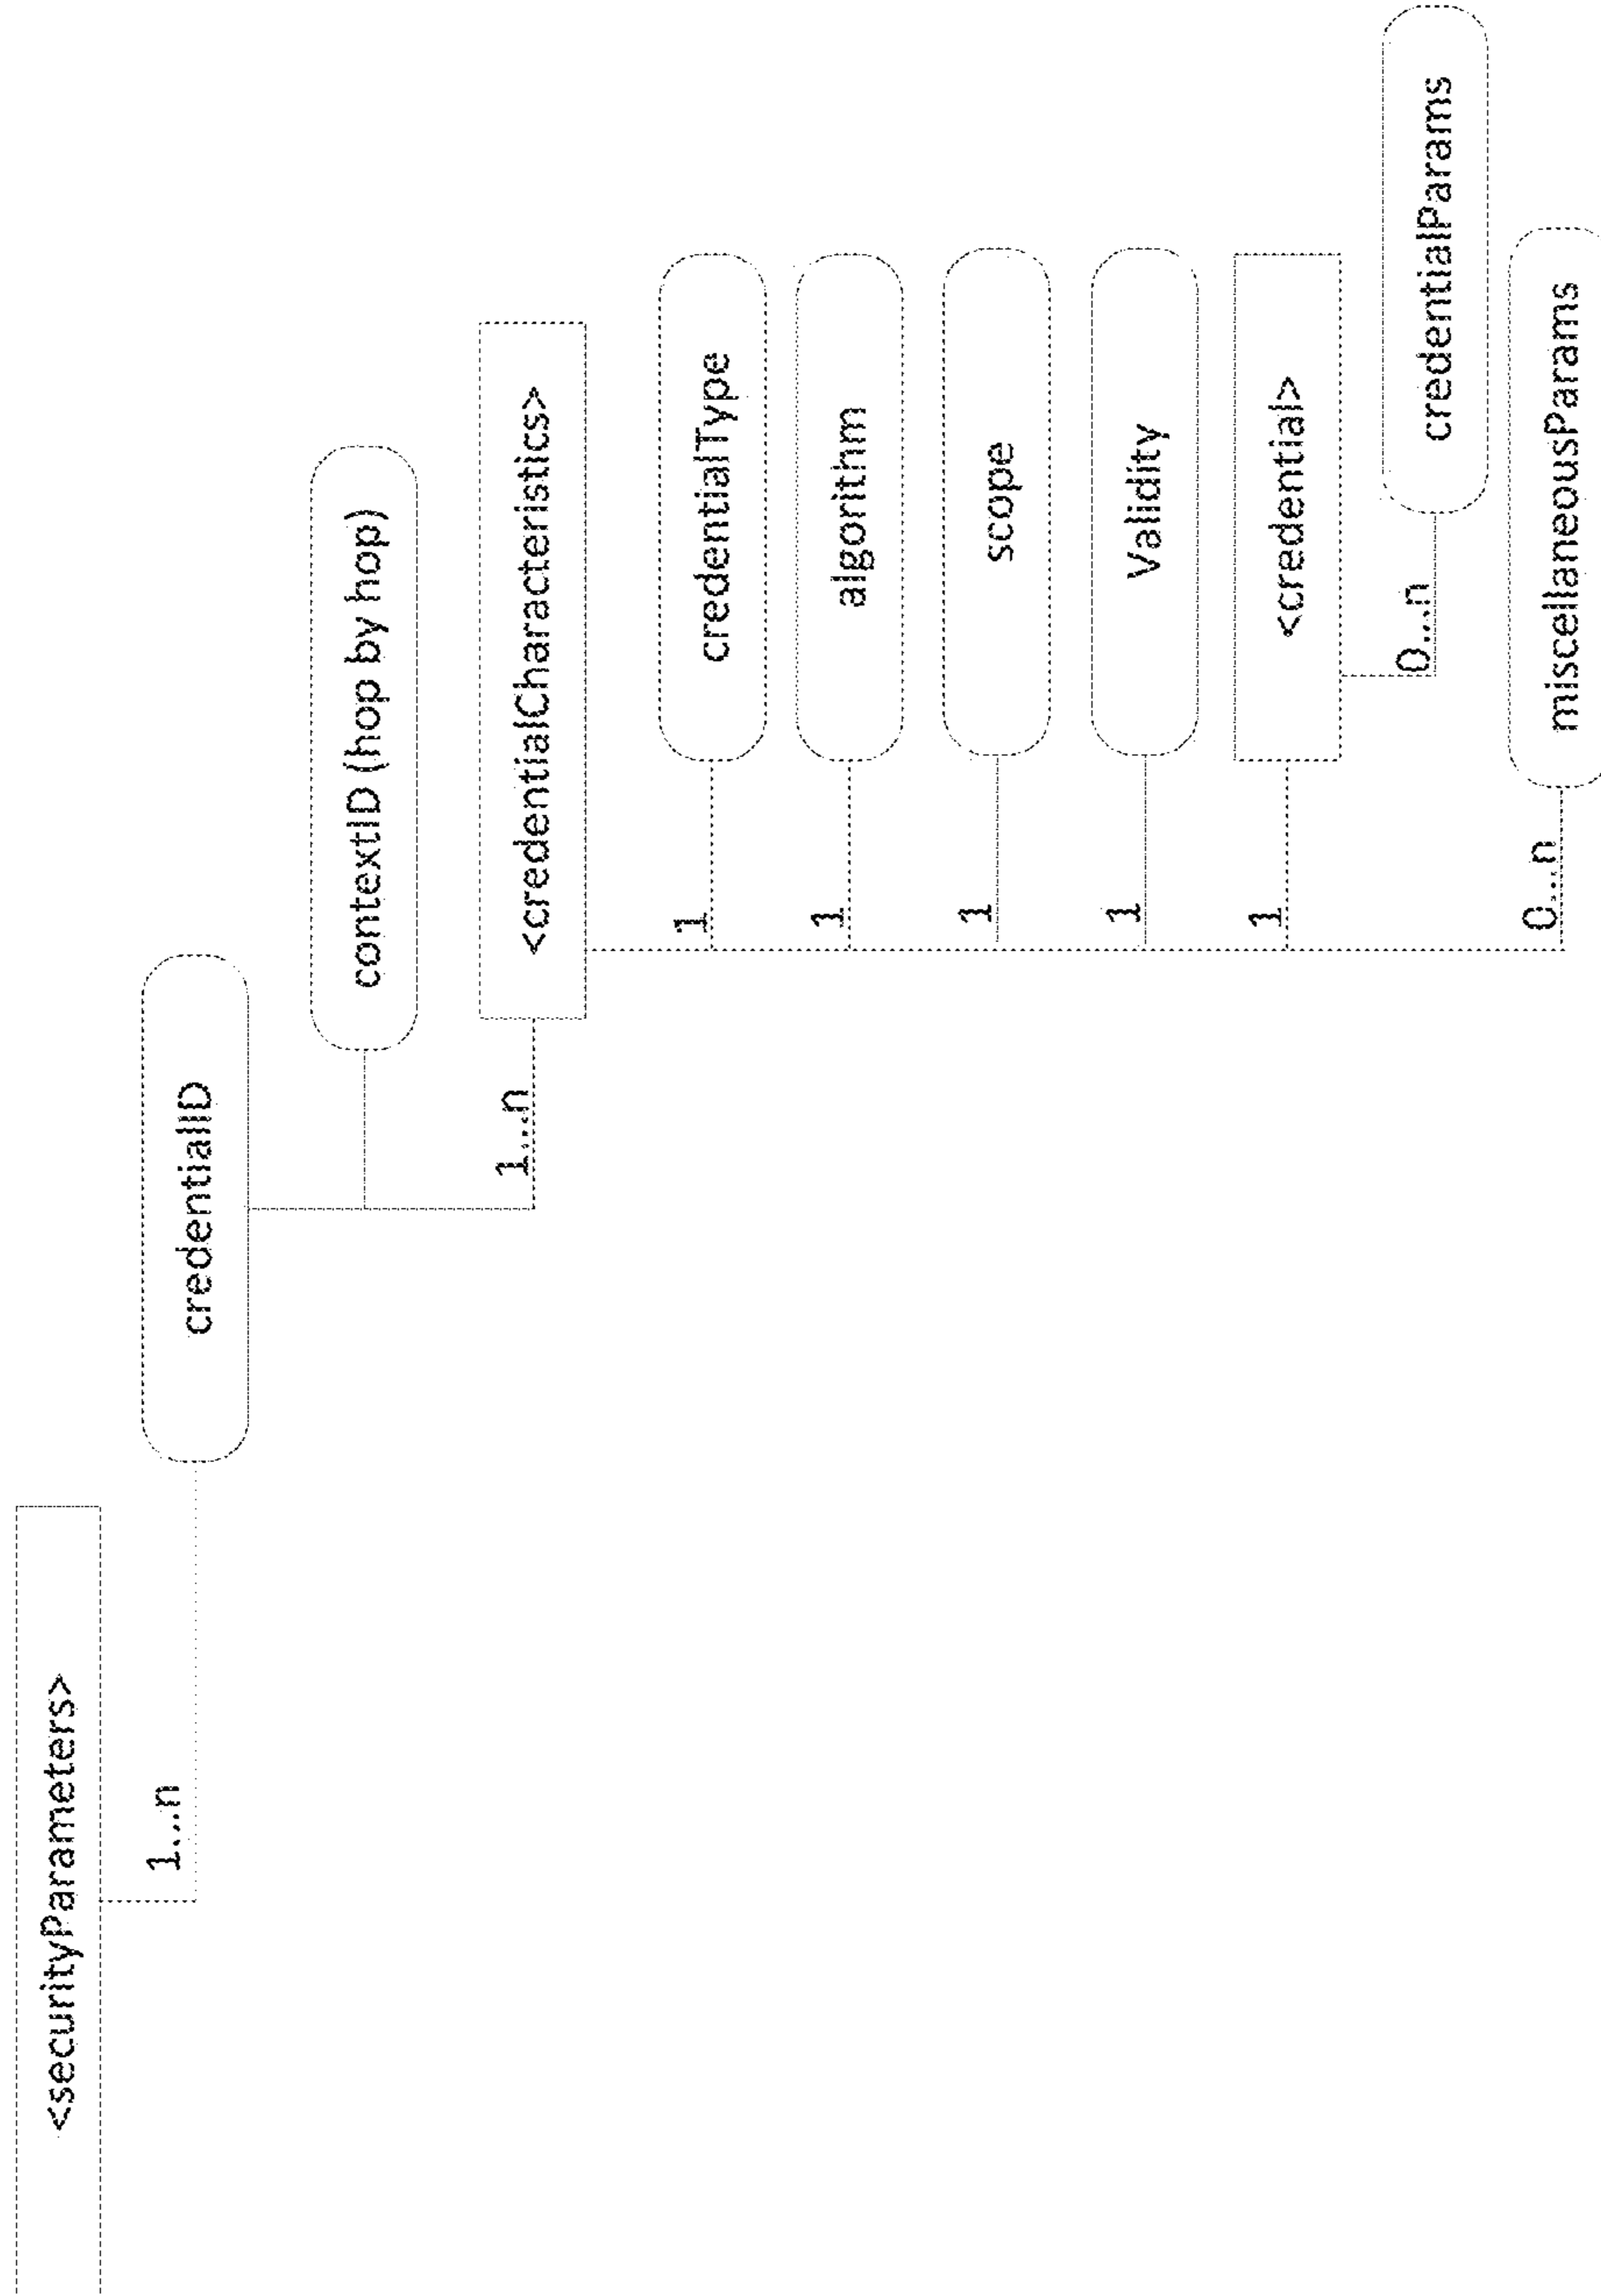 <securityParameters>
1...n
credentialID
contextID (hop by hop)
1...n
<credentialCharacteristics>
1
credentialType
1
algorithm
1
scope
1
Validity
1
<credential>
0...n
credentialParams
0...n
miscellaneousParams